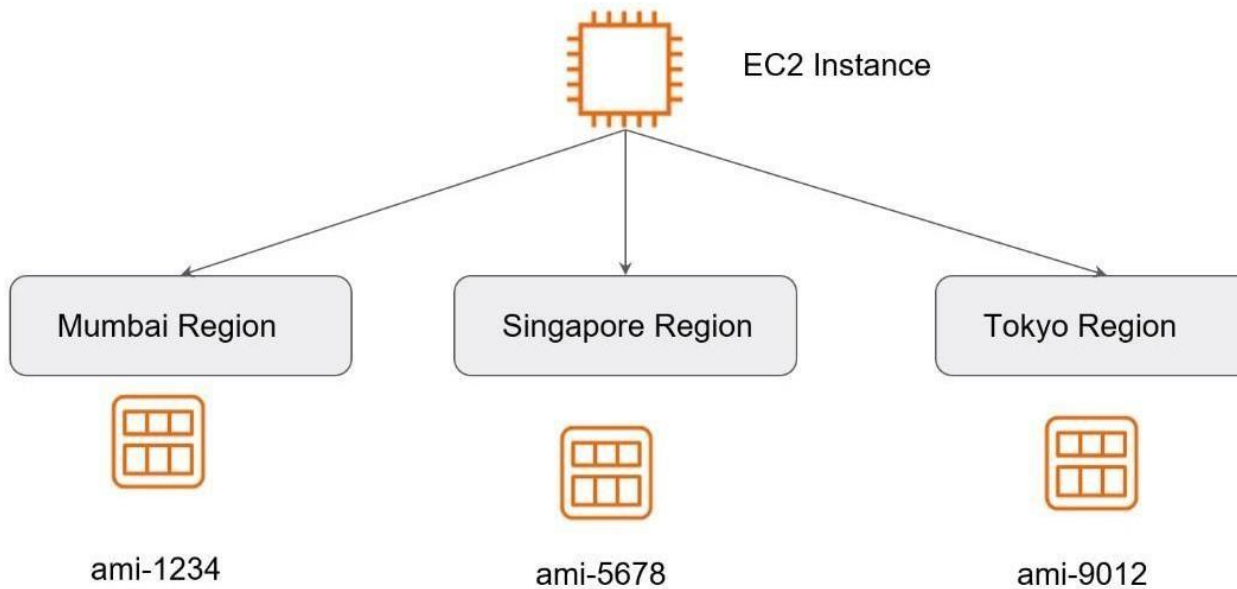 EC2 Instance
Mumbai Region
Singapore Region
Tokyo Region
ami-1234
ami-5678
ami-9012